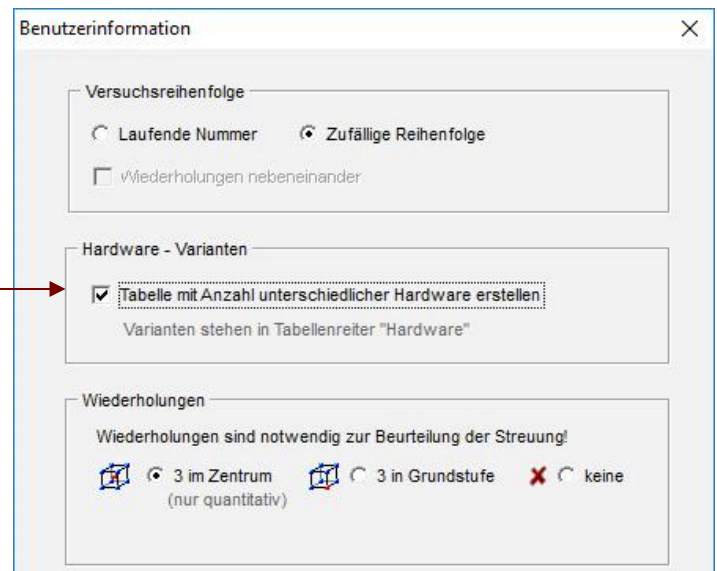 Benutzerinformation
Versuchsreihenfolge
Laufende Nummer Zufällige Reihenfolge
Wiederholungen nebeneinander
Hardware - Varianten
Tabelle mit Anzahl unterschiedlicher Hardware erstellen
Varianten stehen in Tabellenreiter "Hardware"
Wiederholungen
Wiederholungen sind notwendig zur Beurteilung der Streuung!
3 im Zentrum 3 in Grundstufe keine
(nur quantitativ)